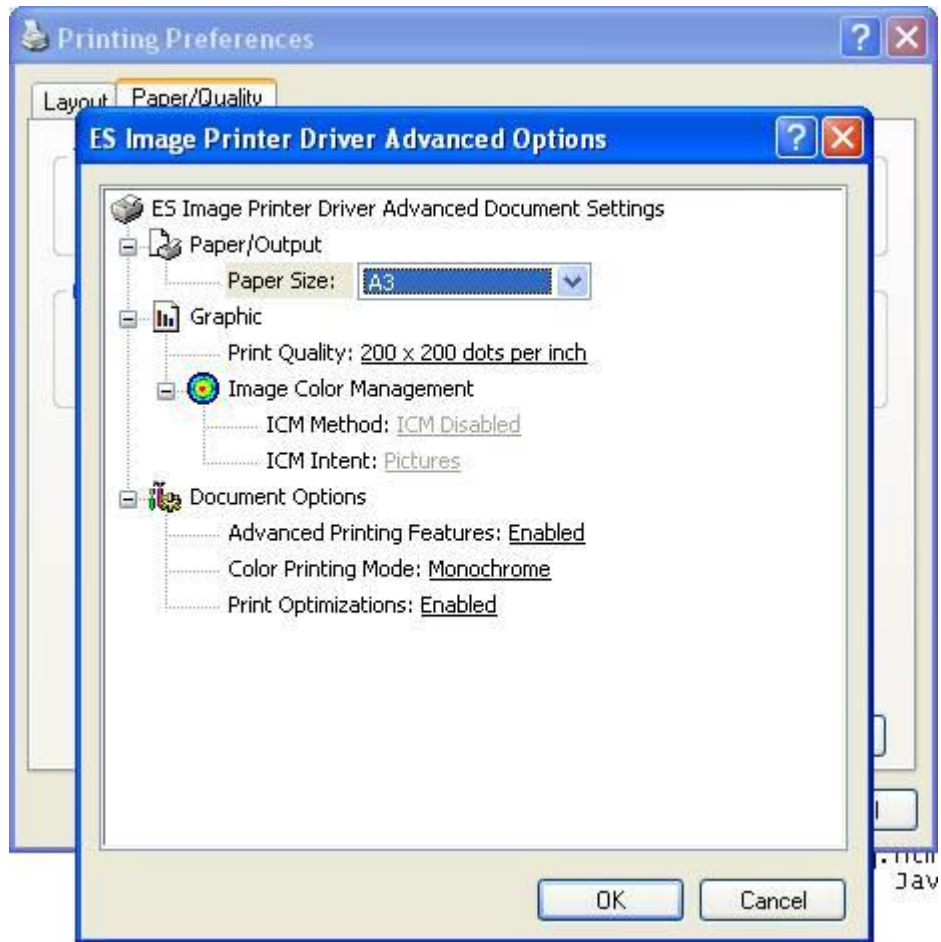 Printing Preferences
Layout Paper/Quality
ES Image Printer Driver Advanced Options
ES Image Printer Driver Advanced Document Settings
Paper/Output
Paper Size: A3
Graphic
Print Quality: 200 x 200 dots per inch
Image Color Management
ICM Method: ICM Disabled
ICM Intent: Pictures
Document Options
Advanced Printing Features: Enabled
Color Printing Mode: Monochrome
Print Optimizations: Enabled
Jav
OK Cancel